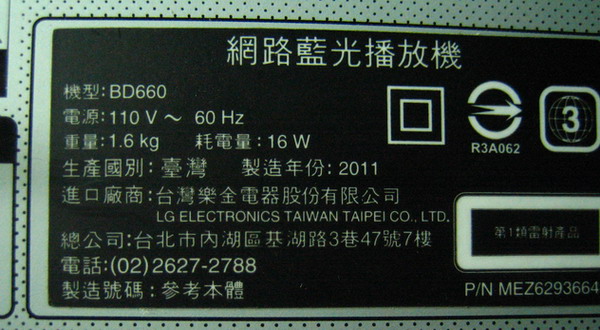 網路藍光播放機
機型:BD660
電源:110 V～ 60 Hz
重量:1.6 kg 耗電量:16 W
生產國別:臺灣 製造年份:2011
進口廠商:台灣樂金電器股份有限公司
LG ELECTRONICS TAIWAN TAIPEI CO., LTD.
總公司:台北市內湖區基湖路3巷47號7樓
電話:(02)2627-2788
製造號碼:參考本體
R3A062
3
第1類雷射產品
P/N MEZ6293664